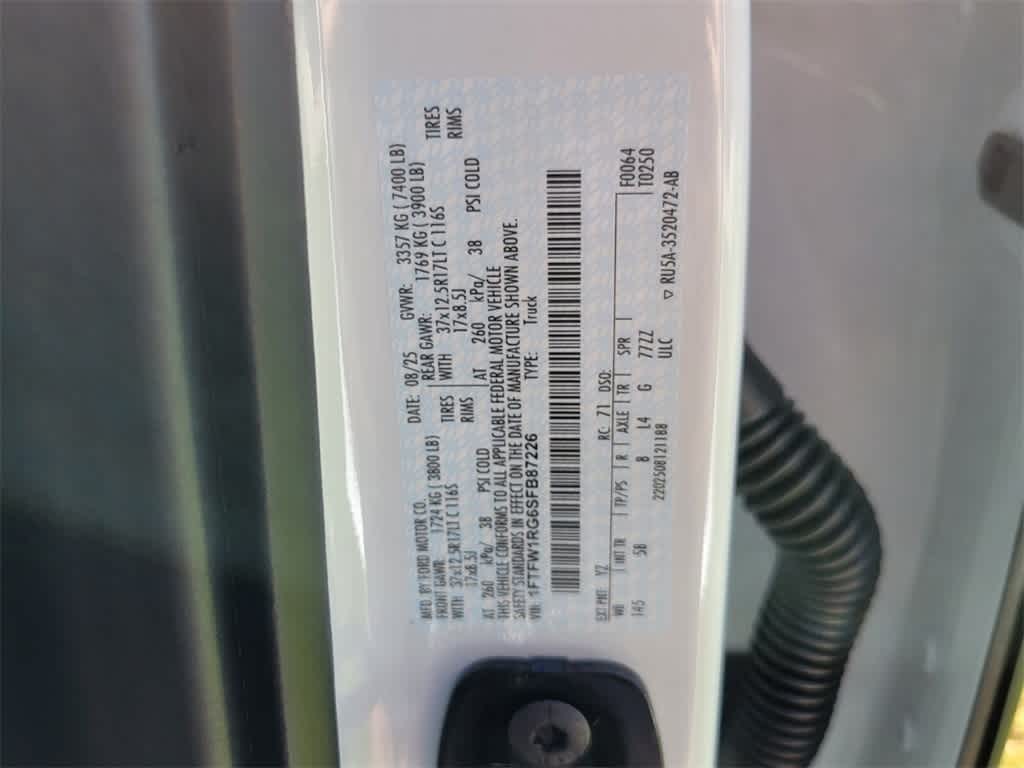 MFD. BY FORD MOTOR CO.
DATE: 08/25 GVWR: 3357 KG ( 7400 LB)
FRONT GAWR: 1724 KG ( 3800 LB) REAR GAWR: 1769 KG ( 3900 LB)
WITH 37x12.5R17LT C 116S TIRES WITH 37x12.5R17LT C 116S TIRES
17x8.5J RIMS 17x8.5J RIMS
AT 260 kPa/ 38 PSI COLD AT 260 kPa/ 38 PSI COLD
THIS VEHICLE CONFORMS TO ALL APPLICABLE FEDERAL MOTOR VEHICLE
SAFETY STANDARDS IN EFFECT ON THE DATE OF MANUFACTURE SHOWN ABOVE.
VIN: 1FTFW1RG6SFB87226 TYPE: Truck
EXT PNT: YZ RC: 71 DSO: F0064
WB INT TR TP/PS R AXLE TR SPR T0250
145 5B 8 L4 G 77ZZ
ULC
220250812188 ▽ RU5A-3520472-AB